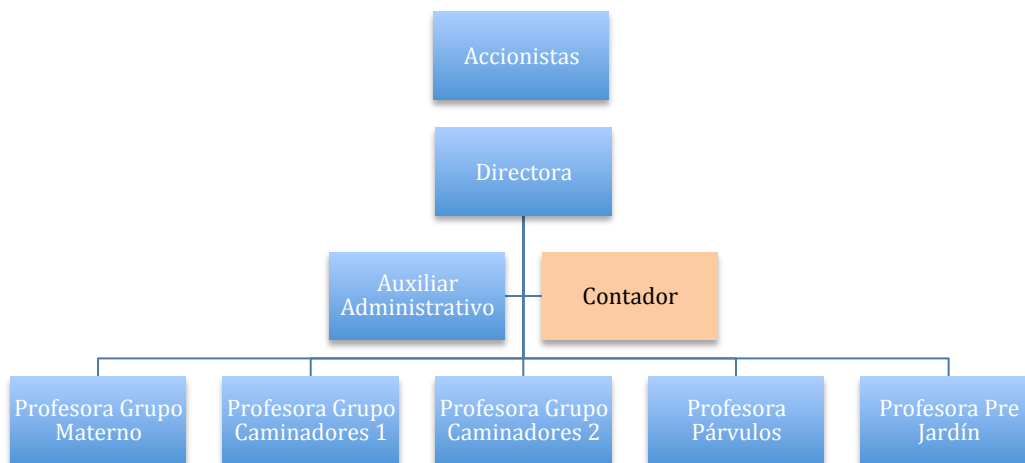 Accionistas
Directora
Auxiliar
Administrativo
Contador
Profesora Grupo
Materno
Profesora Grupo
Caminadores 1
Profesora Grupo
Caminadores 2
Profesora
Párvulos
Profesora Pre
Jardín